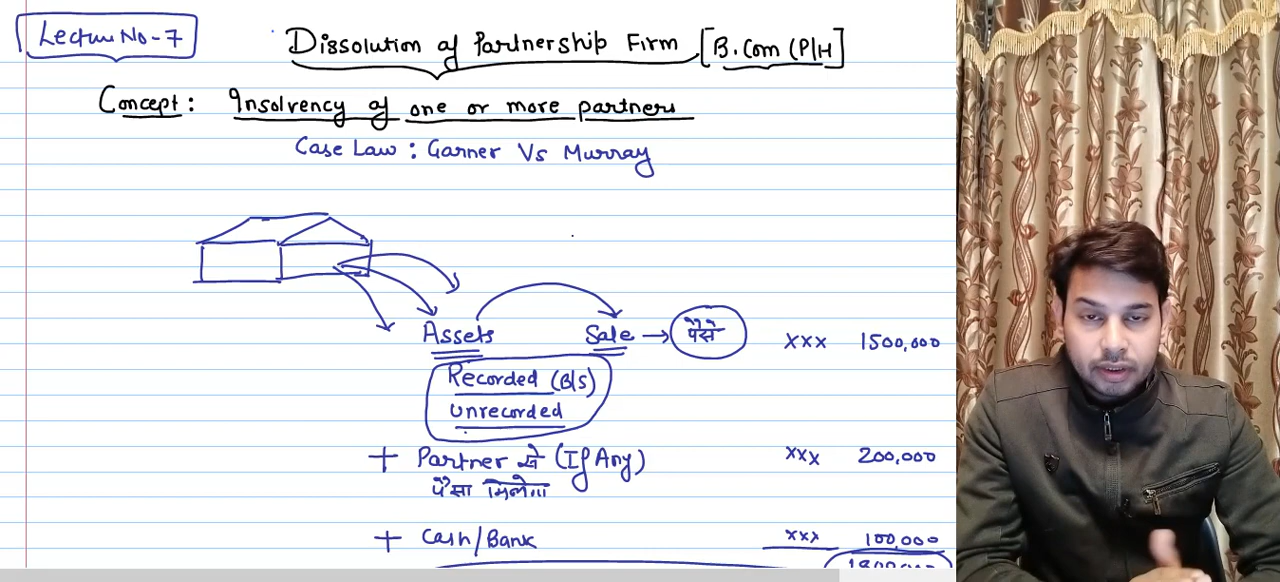 Lecture No-7
Dissolution of Partnership Firm [B.Com (P/H]
Concept: Insolvency of one or more partners
Case Law : Garner Vs Murray
Assets Sale → पैसे xxx 1500,000
Recorded (B/s)
Unrecorded
+ Partner से (If Any) xxx 200,000
पैसा मिलेगा
+ Cash/Bank xxx 100,000
1800,000